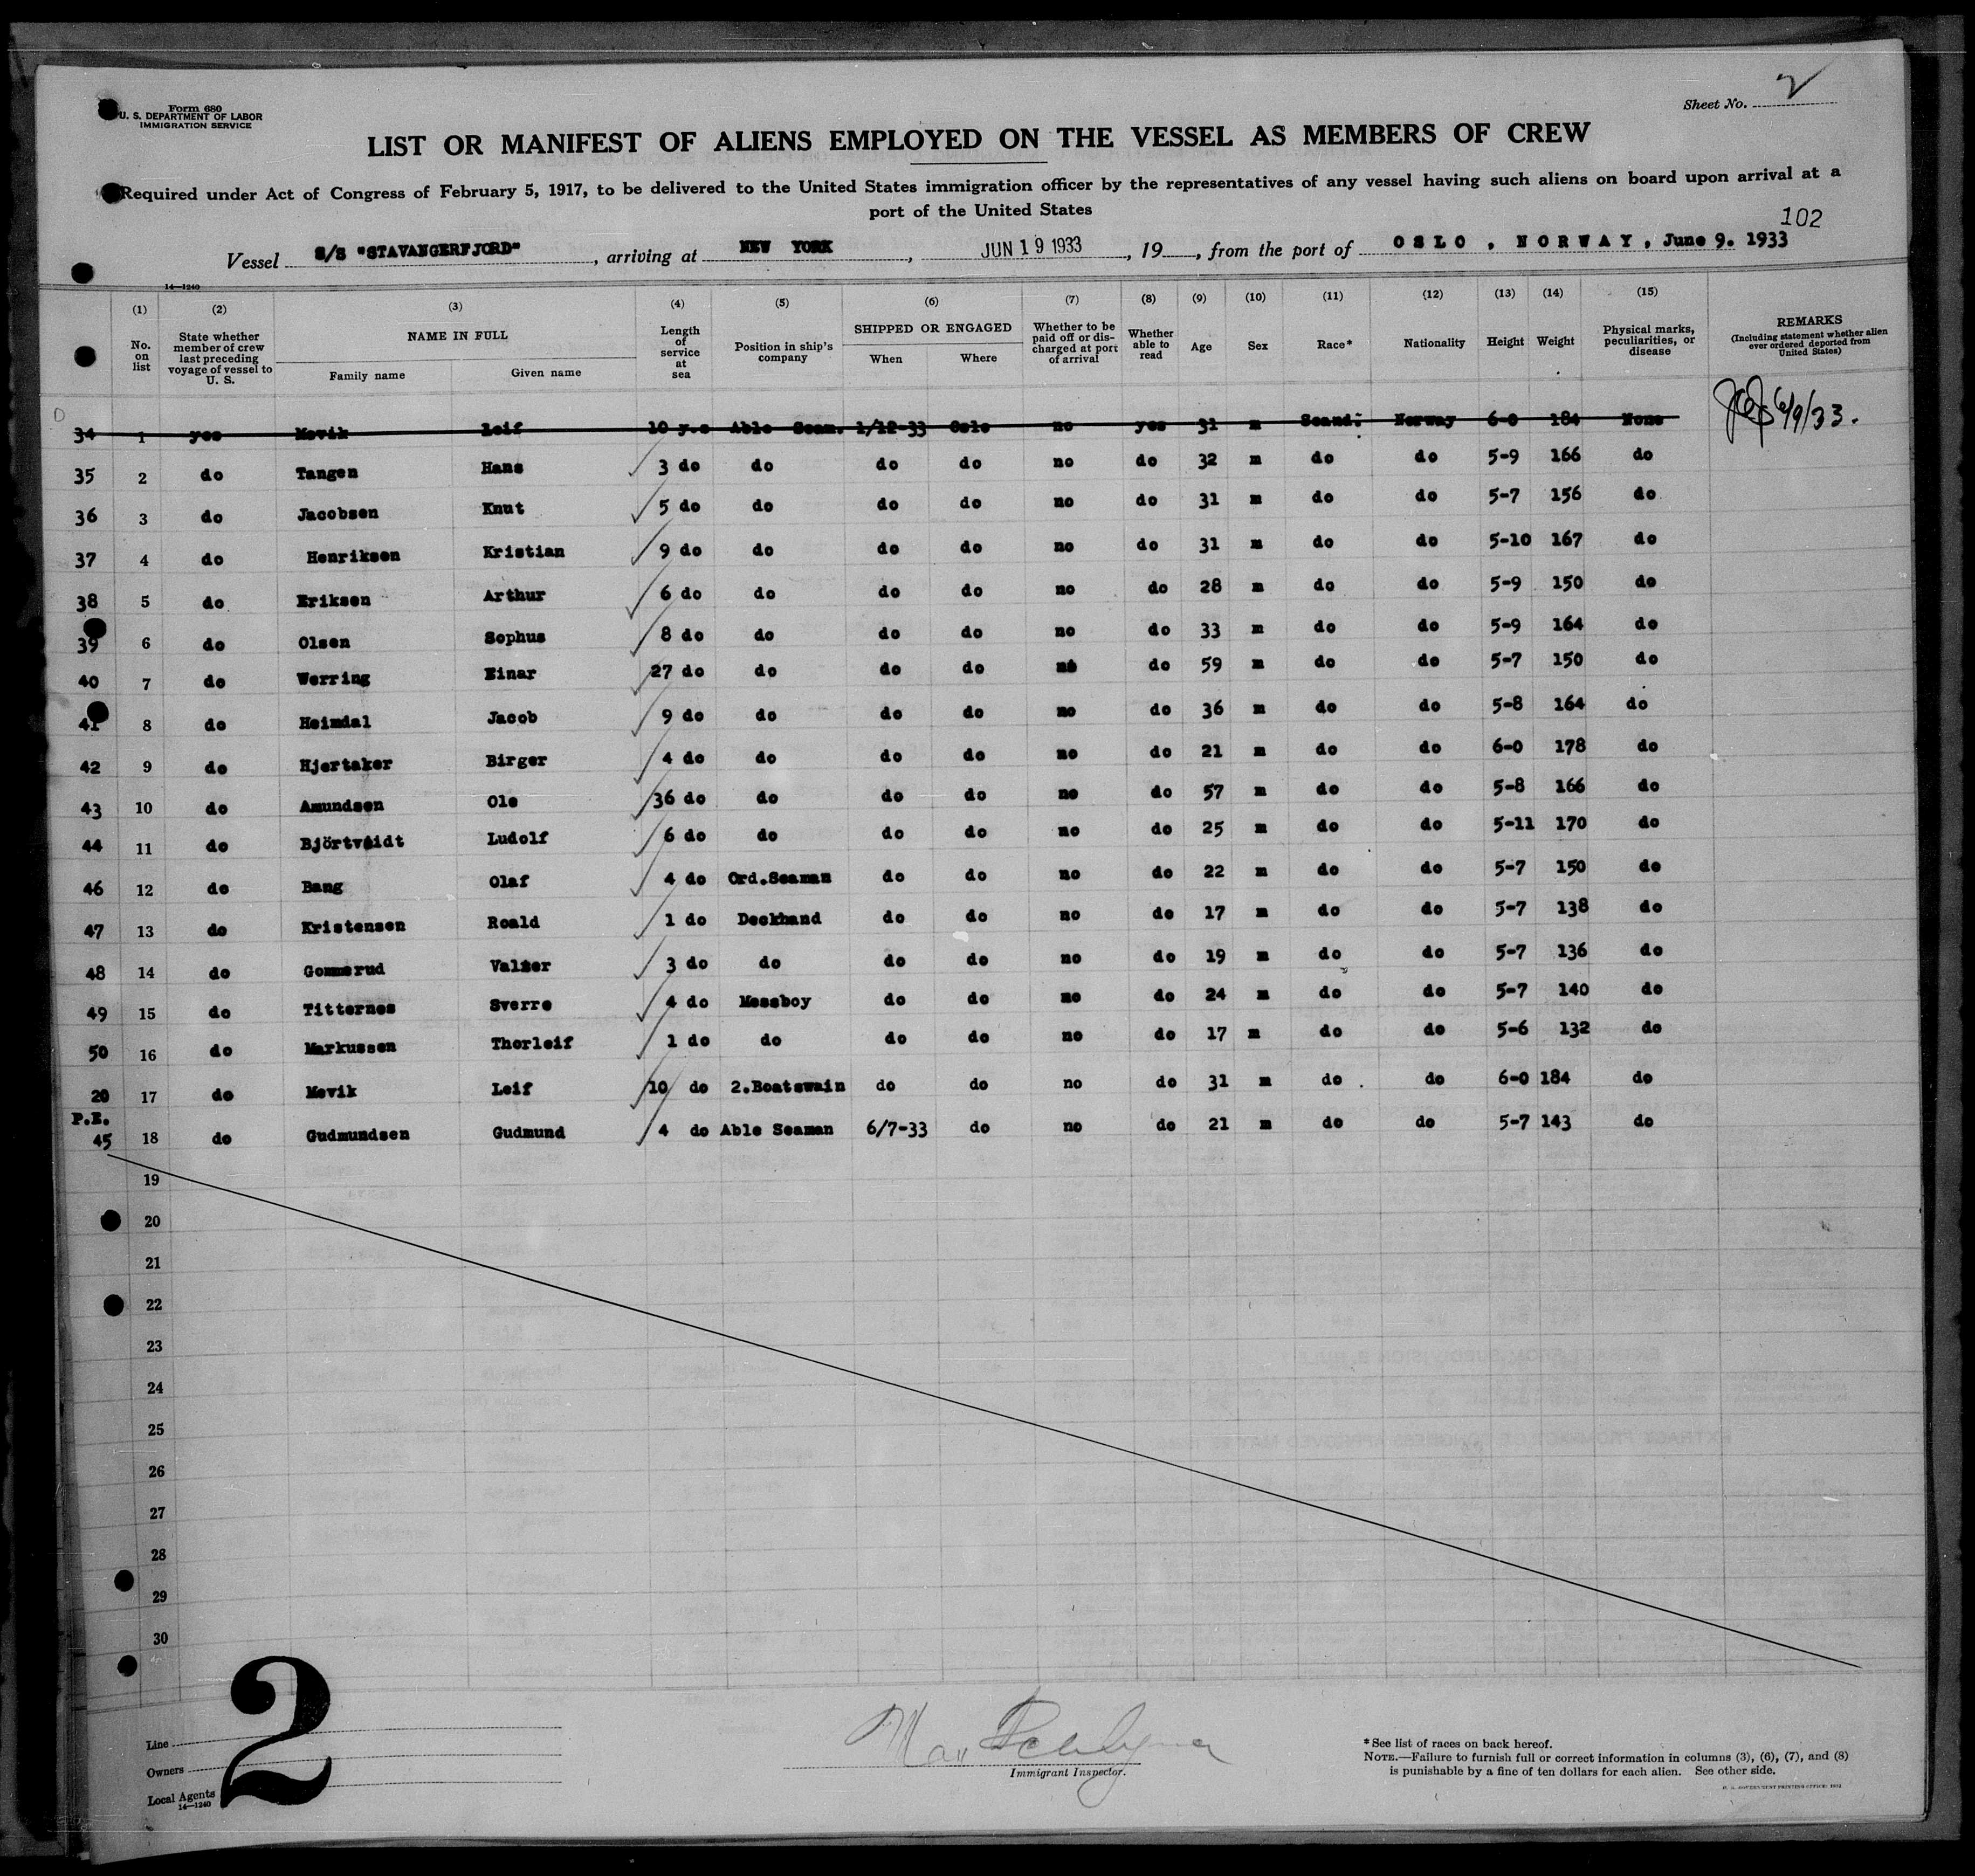 Form 680
U. S. DEPARTMENT OF LABOR
IMMIGRATION SERVICE
Sheet No. 2
LIST OR MANIFEST OF ALIENS EMPLOYED ON THE VESSEL AS MEMBERS OF CREW
Required under Act of Congress of February 5, 1917, to be delivered to the United States immigration officer by the representatives of any vessel having such aliens on board upon arrival at a
port of the United States
102
Vessel S/S "STAVANGERFJORD", arriving at NEW YORK, JUN 19 1933, 19__, from the port of OSLO, NORWAY, June 9. 1933
14—1240
(1) (2) (3) (4) (5) (6) (7) (8) (9) (10) (11) (12) (13) (14) (15)
No. on list State whether member of crew last preceding voyage of vessel to U. S. NAME IN FULL Family name Given name Length of service at sea Position in ship's company SHIPPED OR ENGAGED When Where Whether to be paid off or discharged at port of arrival Whether able to read Age Sex Race* Nationality Height Weight Physical marks, peculiarities, or disease REMARKS (Including statement whether alien ever ordered deported from United States)
34 1 yes Mevik Leif 10 y.s Able Seam. 1/12-33 Oslo no yes 31 m Scand. Norway 6-0 184 None 6/9/33.
35 2 do Tangen Hans 3 do do do do no do 32 m do do 5-9 166 do
36 3 do Jacobsen Knut 5 do do do do no do 31 m do do 5-7 156 do
37 4 do Henriksen Kristian 9 do do do do no do 31 m do do 5-10 167 do
38 5 do Eriksen Arthur 6 do do do do no do 28 m do do 5-9 150 do
39 6 do Olsen Sophus 8 do do do do no do 33 m do do 5-9 164 do
40 7 do Werring Einar 27 do do do do no do 59 m do do 5-7 150 do
41 8 do Heimdal Jacob 9 do do do do no do 36 m do do 5-8 164 do
42 9 do Hjertaker Birger 4 do do do do no do 21 m do do 6-0 178 do
43 10 do Amundsen Ole 36 do do do do no do 57 m do do 5-8 166 do
44 11 do Björtvedt Ludolf 6 do do do do no do 25 m do do 5-11 170 do
46 12 do Bang Olaf 4 do Ord.Seaman do do no do 22 m do do 5-7 150 do
47 13 do Kristensen Roald 1 do Deckhand do do no do 17 m do do 5-7 138 do
48 14 do Gommerud Valter 3 do do do do no do 19 m do do 5-7 136 do
49 15 do Titternes Sverre 4 do Messboy do do no do 24 m do do 5-7 140 do
50 16 do Markussen Thorleif 1 do do do do no do 17 m do do 5-6 132 do
20 17 do Mevik Leif 10 do 2.Boatswain do do no do 31 m do do 6-0 184 do
P.E.
45 18 do Gudmundsen Gudmund 4 do Able Seaman 6/7-33 do no do 21 m do do 5-7 143 do
19
20
21
22
23
24
25
26
27
28
29
30
2
Line
Owners
Local Agents
14—1240
Immigrant Inspector.
*See list of races on back hereof.
NOTE.—Failure to furnish full or correct information in columns (3), (6), (7), and (8)
is punishable by a fine of ten dollars for each alien. See other side.